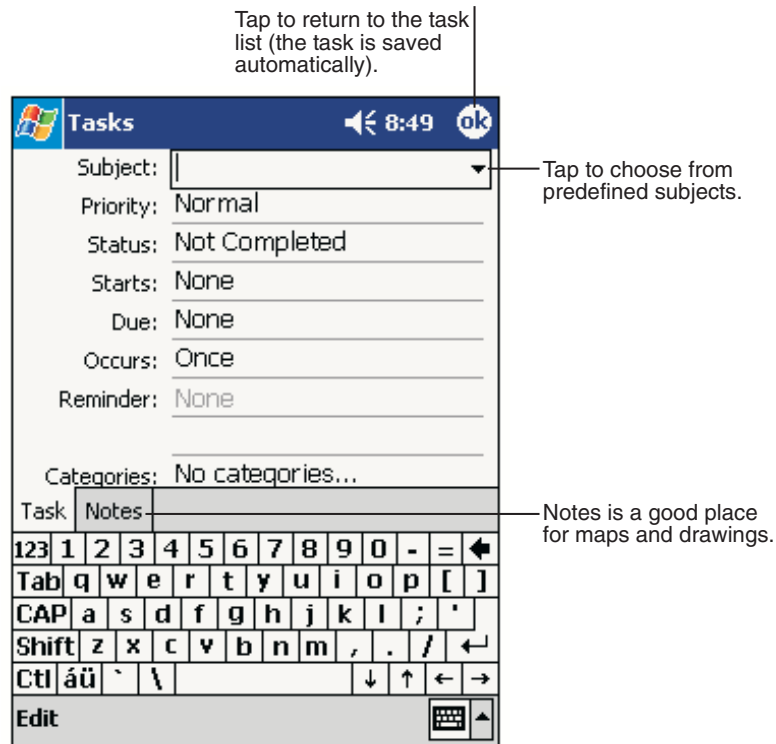 Tap to return to the task
list (the task is saved
automatically).
Tasks 8:49 ok
Subject:
Tap to choose from
predefined subjects.
Priority: Normal
Status: Not Completed
Starts: None
Due: None
Occurs: Once
Reminder: None
Categories: No categories...
Task Notes
Notes is a good place
for maps and drawings.
123 1 2 3 4 5 6 7 8 9 0 - =
Tab q w e r t y u i o p [ ]
CAP a s d f g h j k l ; '
Shift z x c v b n m , . /
Ctl áü ` \ ↓ ↑ ← →
Edit